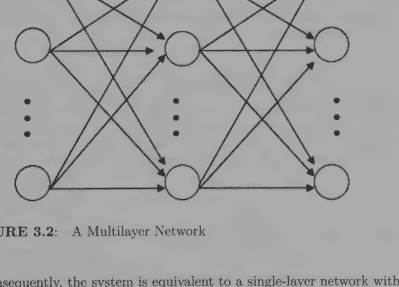 URE 3.2: A Multilayer Network
nsequently, the system is equivalent to a single-layer network with